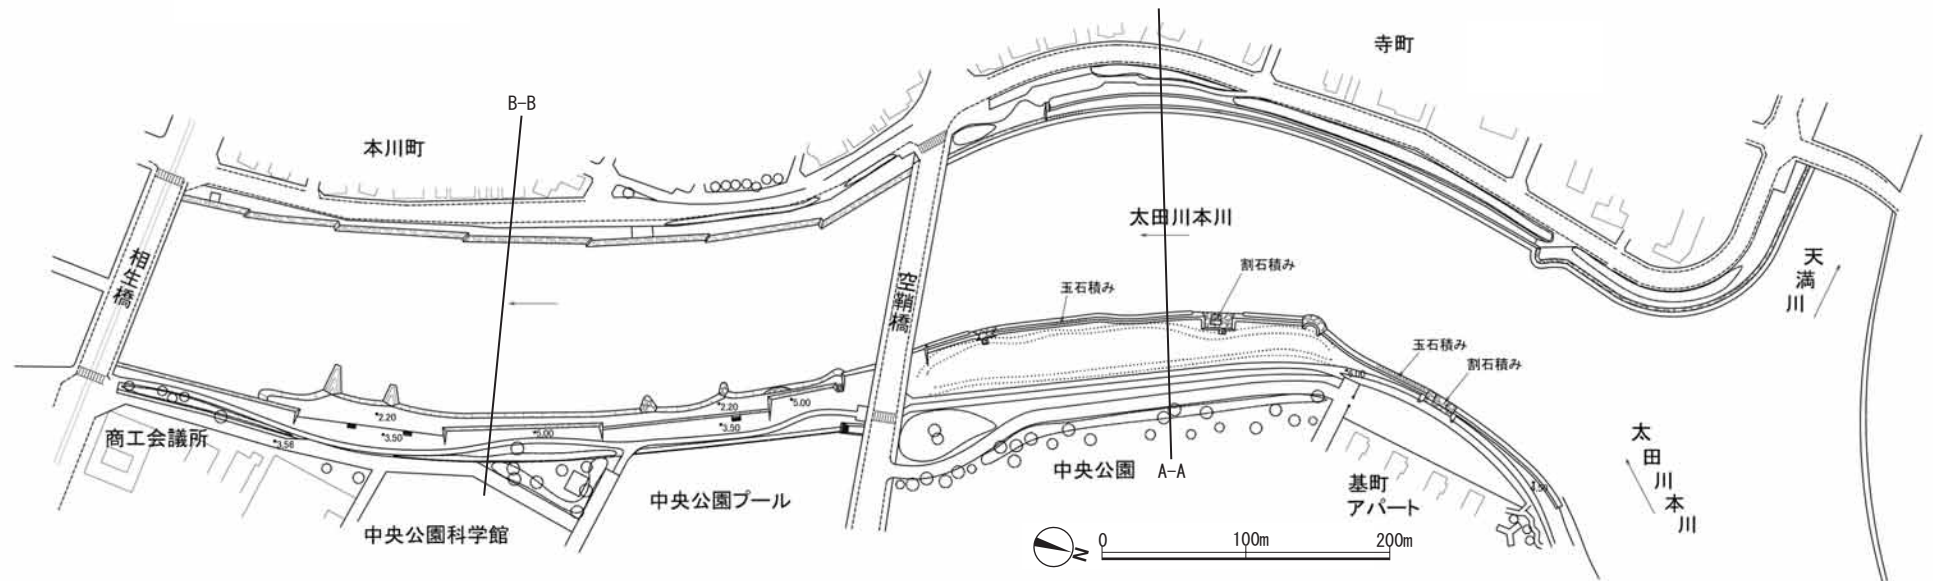 寺町
B-B
本川町
太田川本川
天満川
相生橋
空鞘橋
割石積み
玉石積み
玉石積み
割石積み
5.00
2.20
3.50
5.00
2.20
3.50
5.00
3.56
商工会議所
中央公園科学館
中央公園プール
中央公園
A-A
基町
アパート
太田川本川
N
0
100m
200m